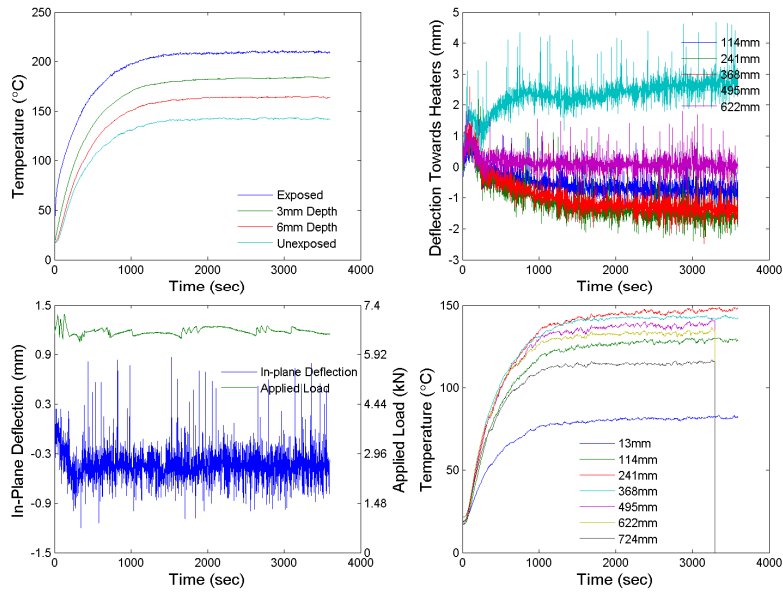 250
200
150
100
50
0
Temperature (°C)
Exposed
3mm Depth
6mm Depth
Unexposed
0 1000 2000 3000 4000
Time (sec)
5
4
3
2
1
0
-1
-2
-3
Deflection Towards Heaters (mm)
114mm
241mm
368mm
495mm
622mm
0 1000 2000 3000 4000
Time (sec)
1.5
0.9
0.3
-0.3
-0.9
-1.5
In-Plane Deflection (mm)
In-plane Deflection
Applied Load
7.4
5.92
4.44
2.96
1.48
0
Applied Load (kN)
0 1000 2000 3000 4000
Time (sec)
150
100
50
0
Temperature (°C)
13mm
114mm
241mm
368mm
495mm
622mm
724mm
0 1000 2000 3000 4000
Time (sec)